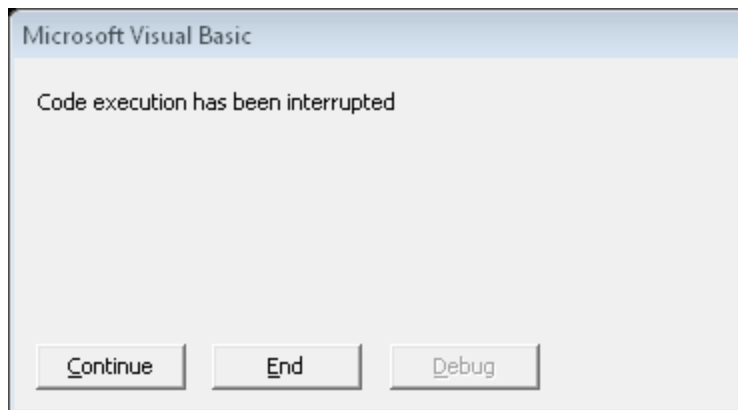 Microsoft Visual Basic
Code execution has been interrupted
Continue End Debug